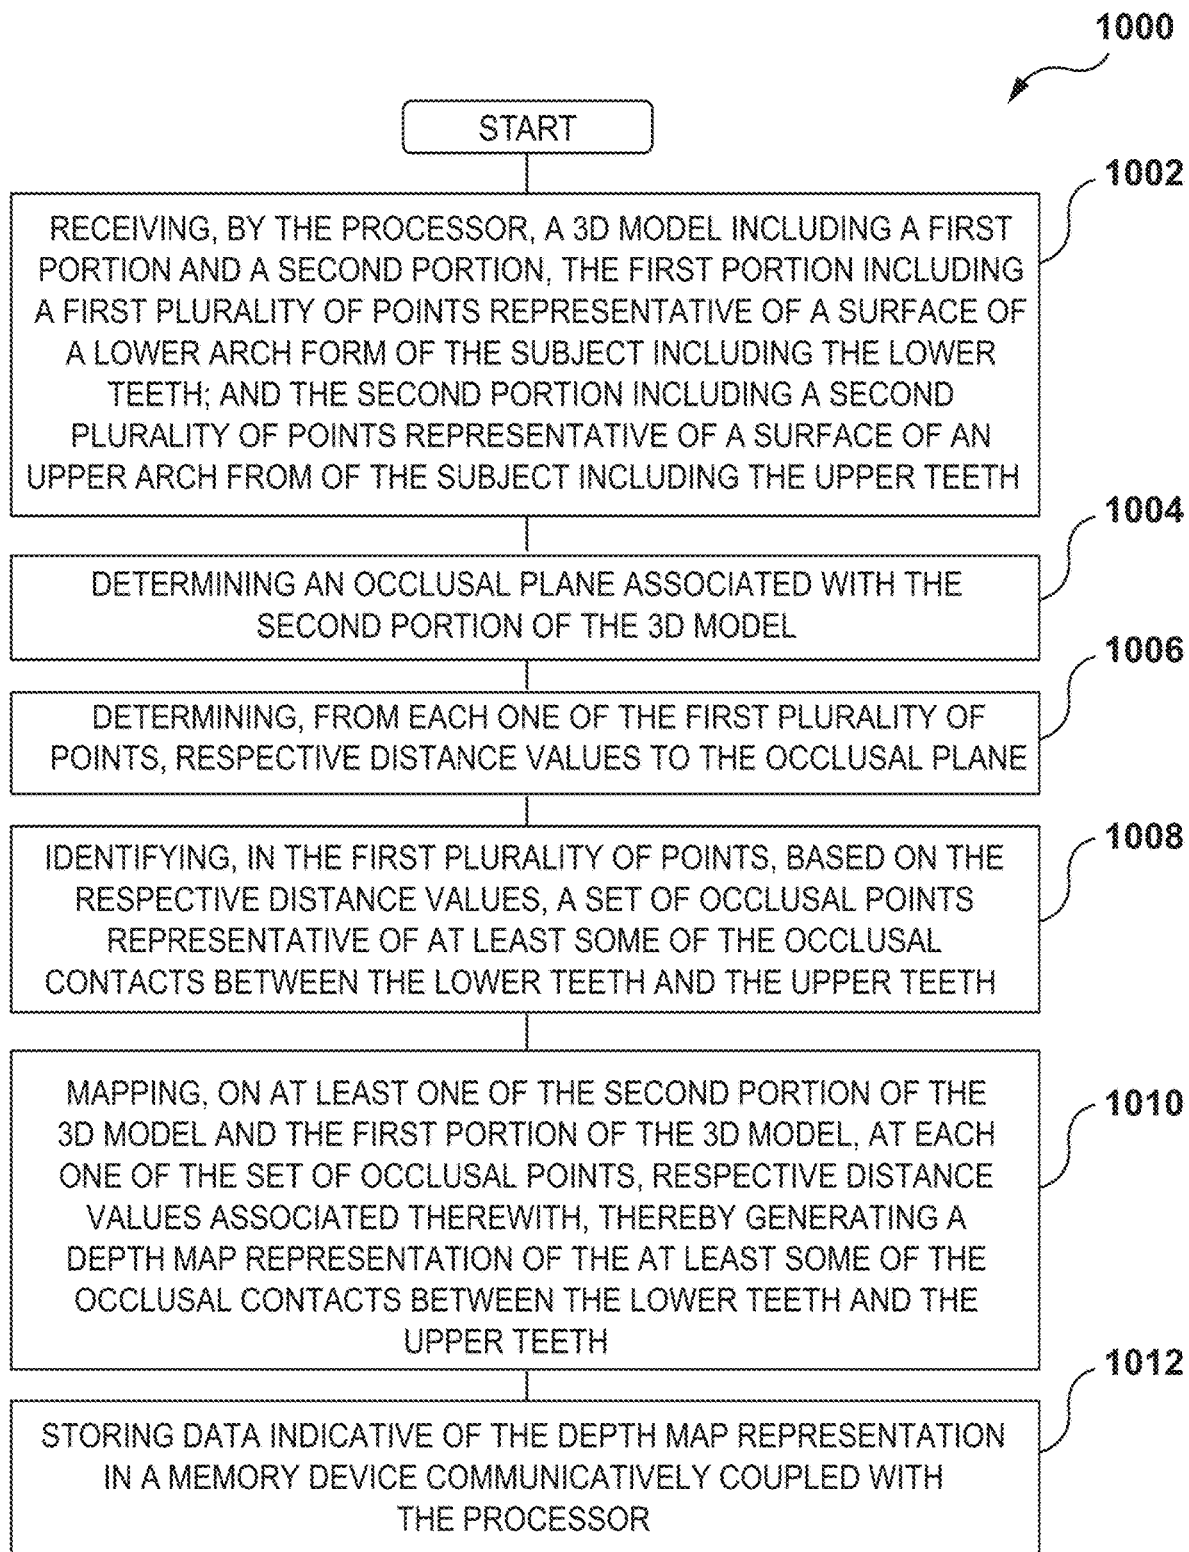 1000
START
1002
RECEIVING, BY THE PROCESSOR, A 3D MODEL INCLUDING A FIRST
PORTION AND A SECOND PORTION, THE FIRST PORTION INCLUDING
A FIRST PLURALITY OF POINTS REPRESENTATIVE OF A SURFACE OF
A LOWER ARCH FORM OF THE SUBJECT INCLUDING THE LOWER
TEETH; AND THE SECOND PORTION INCLUDING A SECOND
PLURALITY OF POINTS REPRESENTATIVE OF A SURFACE OF AN
UPPER ARCH FROM OF THE SUBJECT INCLUDING THE UPPER TEETH
1004
DETERMINING AN OCCLUSAL PLANE ASSOCIATED WITH THE
SECOND PORTION OF THE 3D MODEL
1006
DETERMINING, FROM EACH ONE OF THE FIRST PLURALITY OF
POINTS, RESPECTIVE DISTANCE VALUES TO THE OCCLUSAL PLANE
1008
IDENTIFYING, IN THE FIRST PLURALITY OF POINTS, BASED ON THE
RESPECTIVE DISTANCE VALUES, A SET OF OCCLUSAL POINTS
REPRESENTATIVE OF AT LEAST SOME OF THE OCCLUSAL
CONTACTS BETWEEN THE LOWER TEETH AND THE UPPER TEETH
1010
MAPPING, ON AT LEAST ONE OF THE SECOND PORTION OF THE
3D MODEL AND THE FIRST PORTION OF THE 3D MODEL, AT EACH
ONE OF THE SET OF OCCLUSAL POINTS, RESPECTIVE DISTANCE
VALUES ASSOCIATED THEREWITH, THEREBY GENERATING A
DEPTH MAP REPRESENTATION OF THE AT LEAST SOME OF THE
OCCLUSAL CONTACTS BETWEEN THE LOWER TEETH AND THE
UPPER TEETH
1012
STORING DATA INDICATIVE OF THE DEPTH MAP REPRESENTATION
IN A MEMORY DEVICE COMMUNICATIVELY COUPLED WITH
THE PROCESSOR